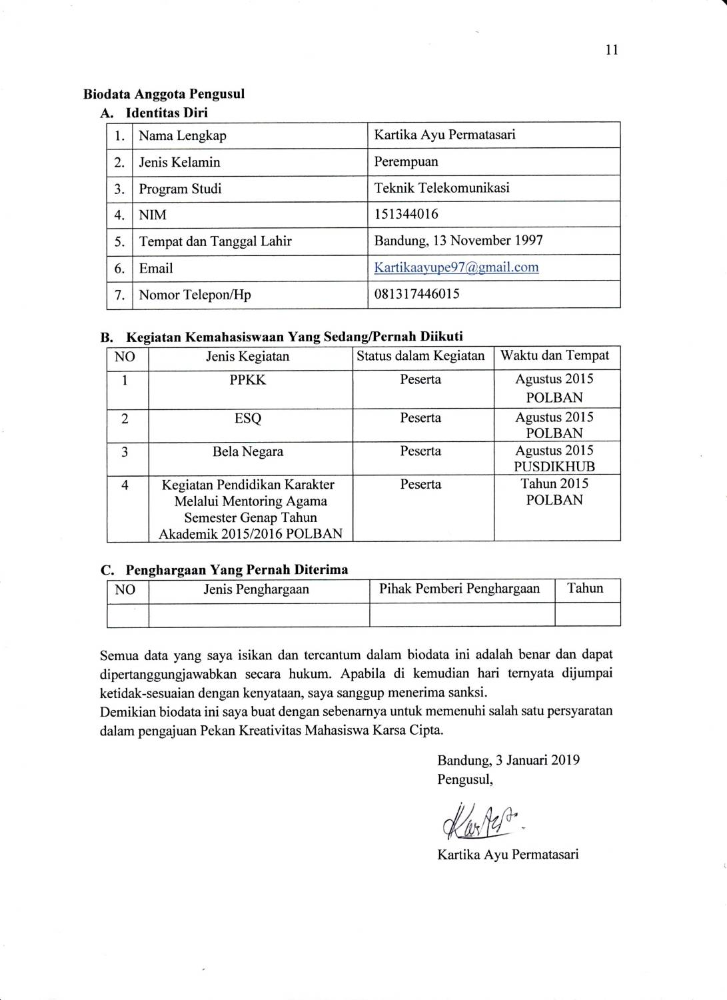 11
Biodata Anggota Pengusul
A. Identitas Diri
1. Nama Lengkap Kartika Ayu Permatasari
2. Jenis Kelamin Perempuan
3. Program Studi Teknik Telekomunikasi
4. NIM 151344016
5. Tempat dan Tanggal Lahir Bandung, 13 November 1997
6. Email Kartikaayupe97@gmail.com
7. Nomor Telepon/Hp 081317446015
B. Kegiatan Kemahasiswaan Yang Sedang/Pernah Diikuti
NO Jenis Kegiatan Status dalam Kegiatan Waktu dan Tempat
1 PPKK Peserta Agustus 2015
POLBAN
2 ESQ Peserta Agustus 2015
POLBAN
3 Bela Negara Peserta Agustus 2015
PUSDIKHUB
4 Kegiatan Pendidikan Karakter Peserta Tahun 2015
Melalui Mentoring Agama POLBAN
Semester Genap Tahun
Akademik 2015/2016 POLBAN
C. Penghargaan Yang Pernah Diterima
NO Jenis Penghargaan Pihak Pemberi Penghargaan Tahun
Semua data yang saya isikan dan tercantum dalam biodata ini adalah benar dan dapat
dipertanggungjawabkan secara hukum. Apabila di kemudian hari ternyata dijumpai
ketidak-sesuaian dengan kenyataan, saya sanggup menerima sanksi.
Demikian biodata ini saya buat dengan sebenarnya untuk memenuhi salah satu persyaratan
dalam pengajuan Pekan Kreativitas Mahasiswa Karsa Cipta.
Bandung, 3 Januari 2019
Pengusul,
Kartika Ayu Permatasari